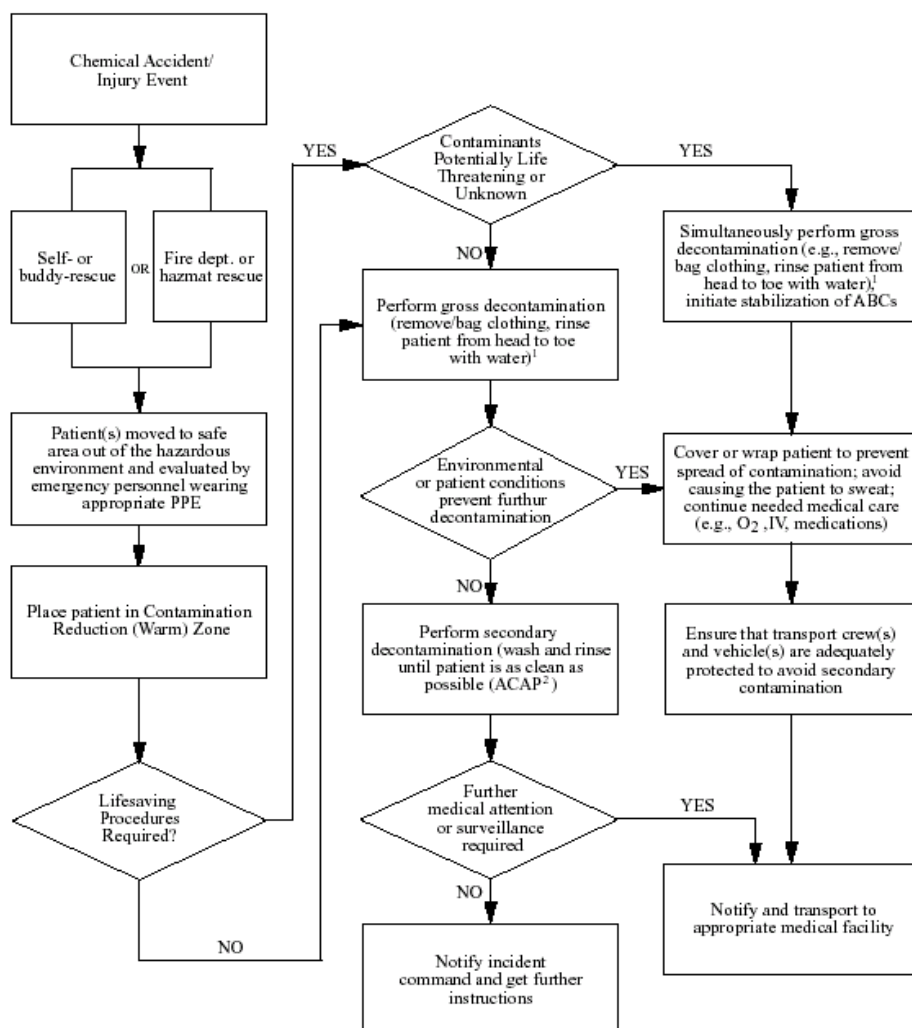 Chemical Accident/
Injury Event
Self- or
buddy-rescue
OR
Fire dept. or
hazmat rescue
Patient(s) moved to safe
area out of the hazardous
environment and evaluated by
emergency personnel wearing
appropriate PPE
Place patient in Contamination
Reduction (Warm) Zone
Lifesaving
Procedures
Required?
YES
NO
Contaminants
Potentially Life
Threatening or
Unknown
YES
NO
Perform gross decontamination
(remove/bag clothing, rinse
patient from head to toe
with water)1
Environmental
or patient conditions
prevent furthur
decontamination
YES
NO
Perform secondary
decontamination (wash and rinse
until patient is as clean as
possible (ACAP2 )
Further
medical attention
or surveillance
required
YES
NO
Notify incident
command and get further
instructions
Simultaneously perform gross
decontamination (e.g., remove/
bag clothing, rinse patient from
head to toe with water),1
initiate stabilization of ABCs
Cover or wrap patient to prevent
spread of contamination; avoid
causing the patient to sweat;
continue needed medical care
(e.g., O2 ,IV, medications)
Ensure that transport crew(s)
and vehicle(s) are adequately
protected to avoid secondary
contamination
Notify and transport to
appropriate medical facility